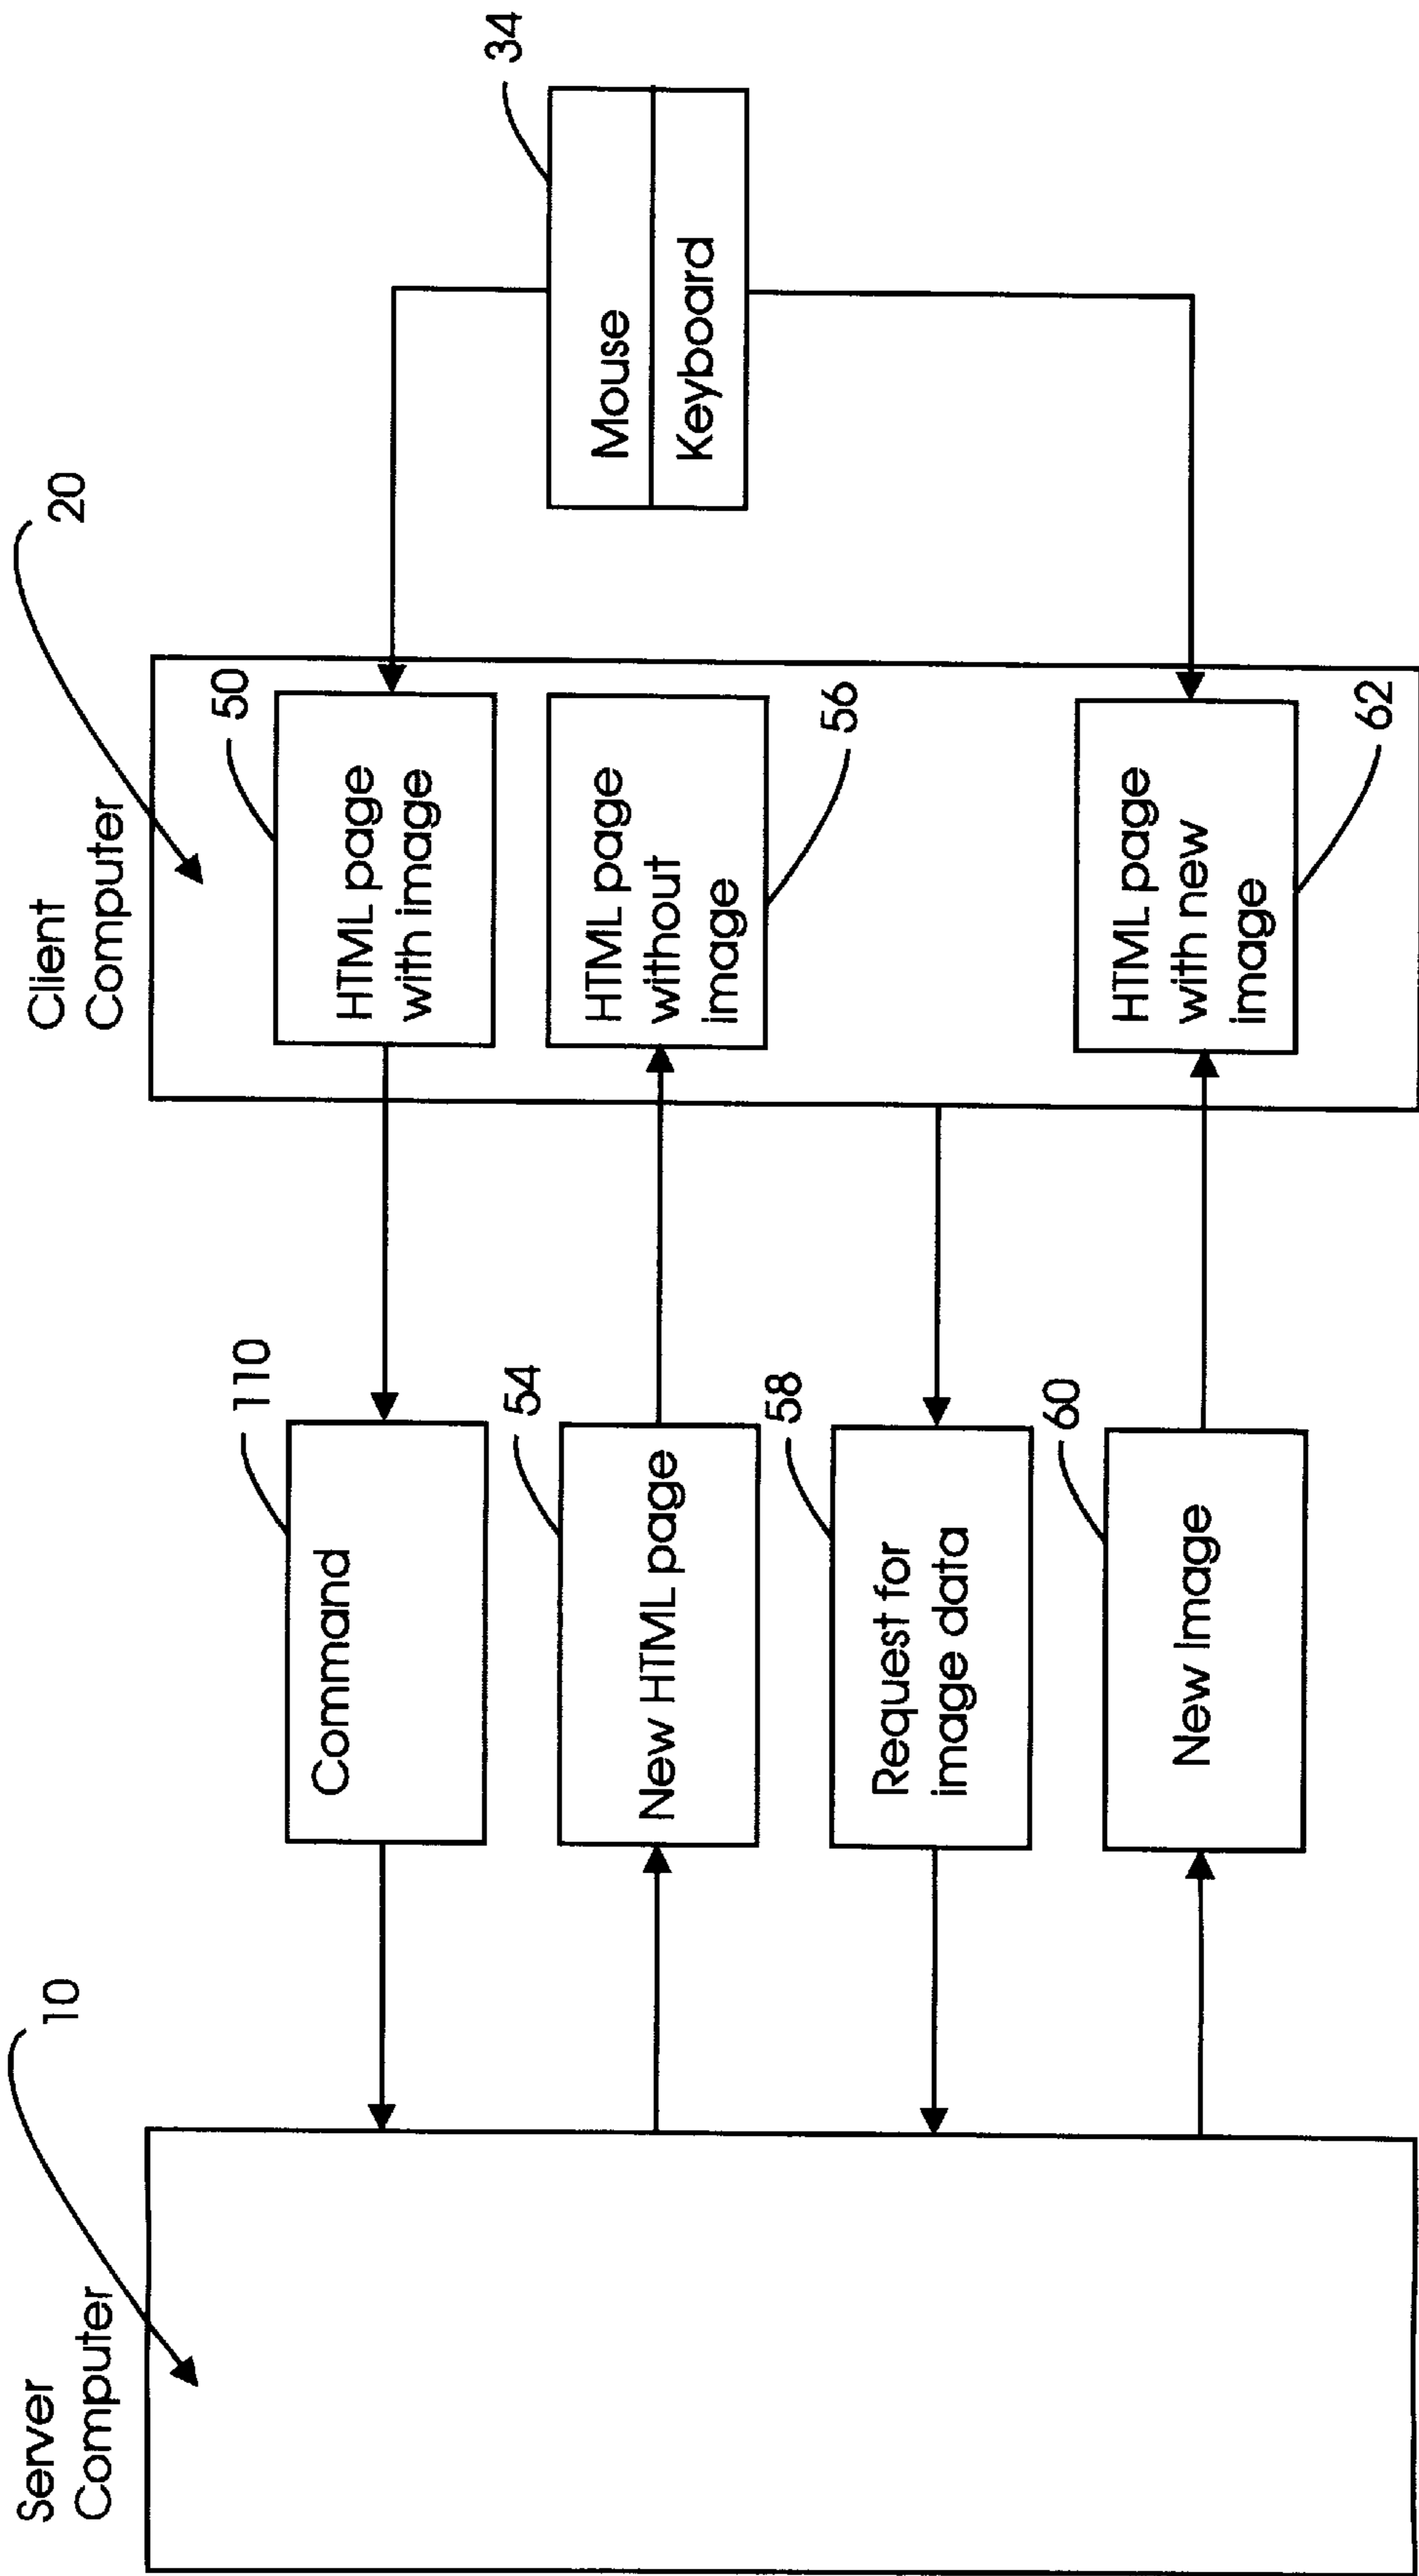 Server
Computer
10
Client
Computer
20
110
Command
50
HTML page
with image
34
Mouse
Keyboard
54
New HTML page
HTML page
without
image
56
58
Request for
image data
60
New Image
HTML page
with new
image
62